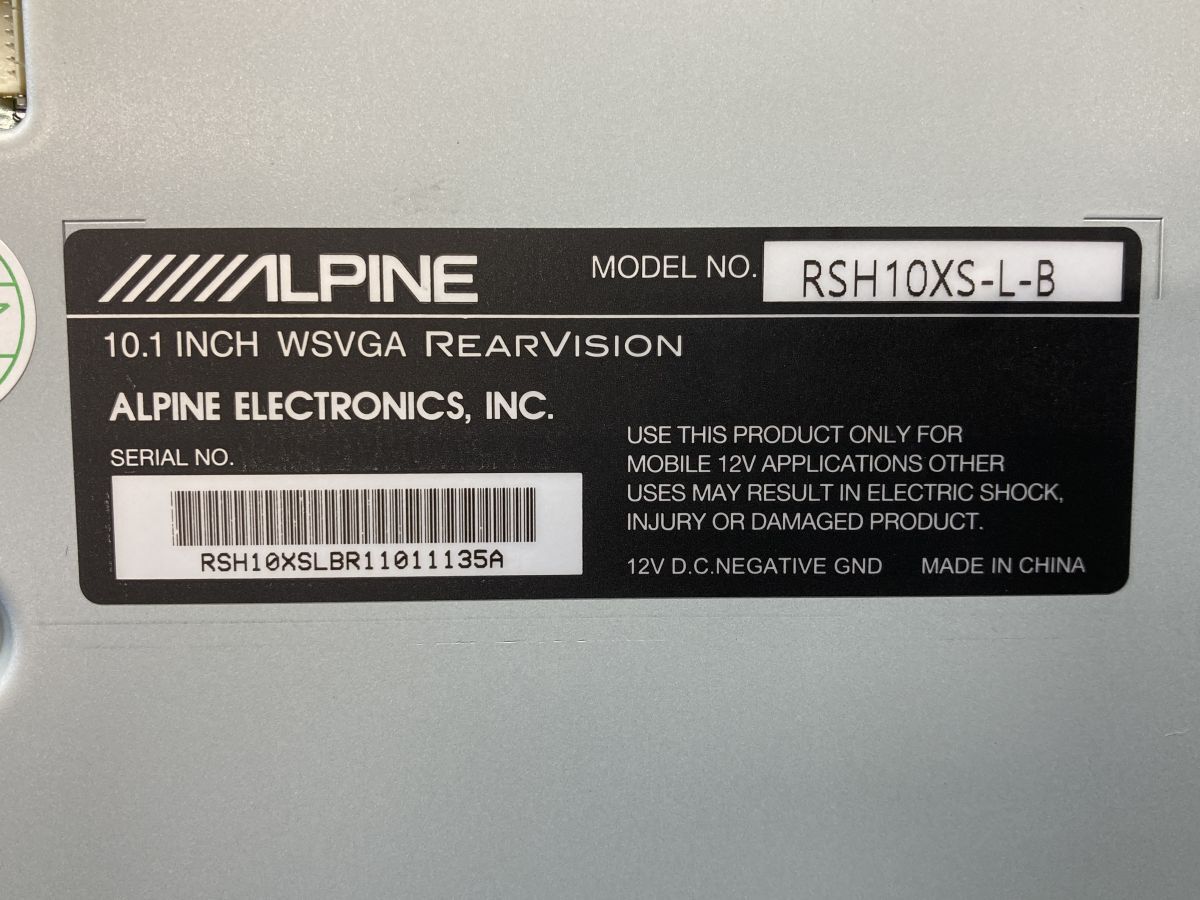 ALPINE
MODEL NO. RSH10XS-L-B
10.1 INCH WSVGA REARVISION
ALPINE ELECTRONICS, INC.
SERIAL NO.
RSH10XSLBR11011135A
USE THIS PRODUCT ONLY FOR
MOBILE 12V APPLICATIONS OTHER
USES MAY RESULT IN ELECTRIC SHOCK,
INJURY OR DAMAGED PRODUCT.
12V D.C.NEGATIVE GND MADE IN CHINA